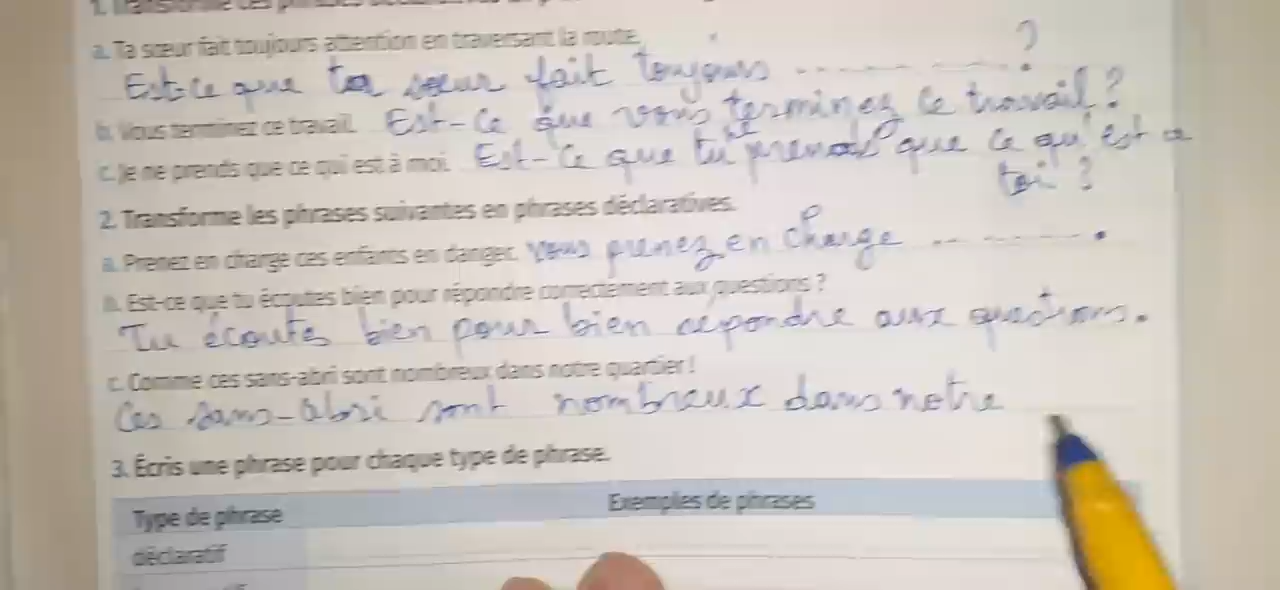 a. Ta sœur fait toujours attention en traversant la route.
Est-ce que ta sœur fait toujours .................... ?
b. Vous terminez ce travail. Est-ce que vous terminez ce travail ?
c. Je ne prends que ce qui est à moi. Est-ce que tu ne prends que ce qu'est a
toi ?
2. Transforme les phrases suivantes en phrases déclaratives.
a. Prenez en charge ces enfants en danger. Vous prenez en charge .................... .
b. Est-ce que tu écoutes bien pour répondre correctement aux questions ?
Tu écoutes bien pour bien répondre aux questions.
c. Comme ces sans-abri sont nombreux dans notre quartier !
Ces sans-abri sont nombreux dans notre
3. Écris une phrase pour chaque type de phrase.
Type de phrase Exemples de phrases
déclaratif